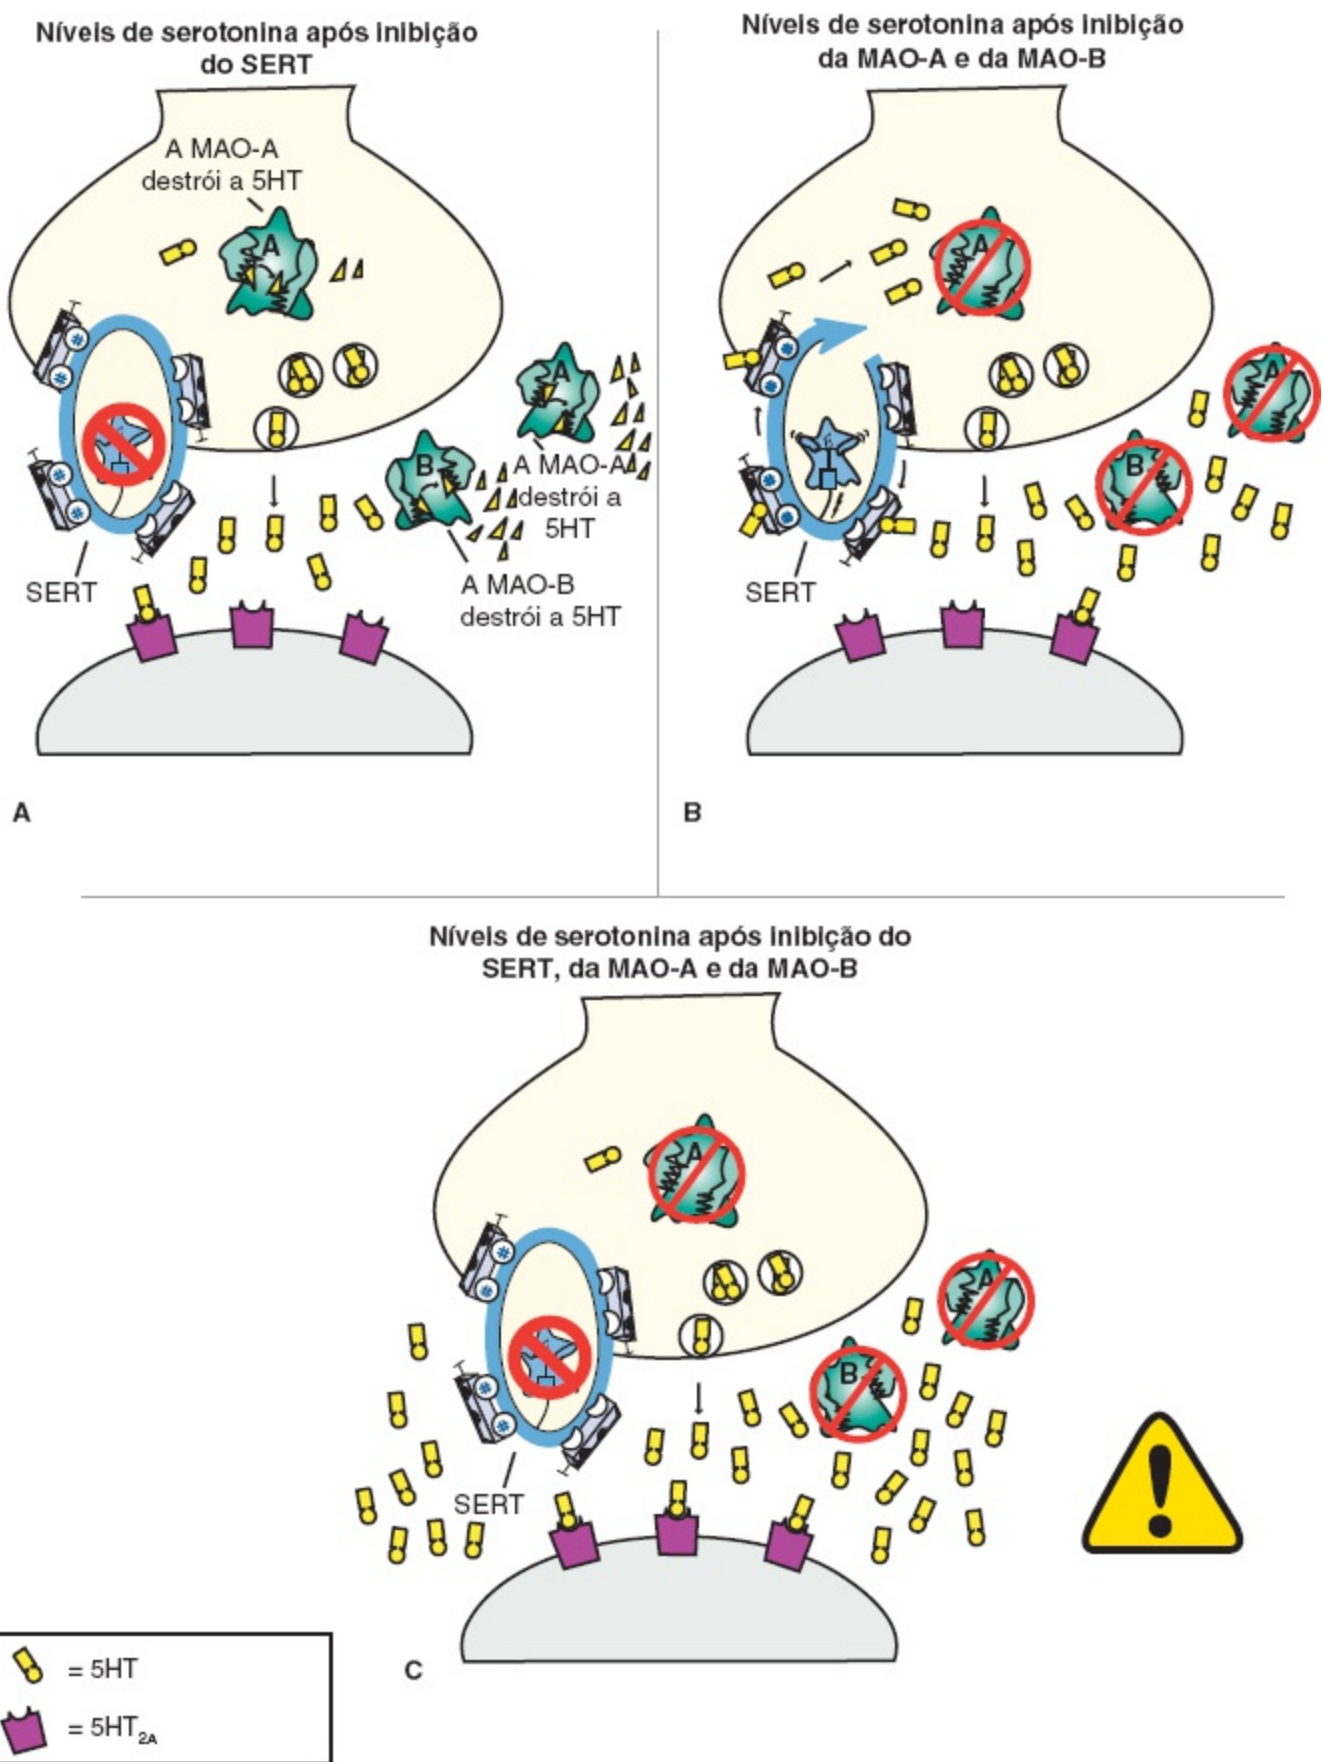 Níveis de serotonina após inibição
do SERT
A MAO-A
destrói a 5HT
A
A
B
A MAO-A
destrói a
5HT
A MAO-B
destrói a 5HT
SERT
A
Níveis de serotonina após inibição
da MAO-A e da MAO-B
A
A
B
SERT
B
Níveis de serotonina após inibição do
SERT, da MAO-A e da MAO-B
A
A
B
SERT
C
= 5HT
= 5HT2A